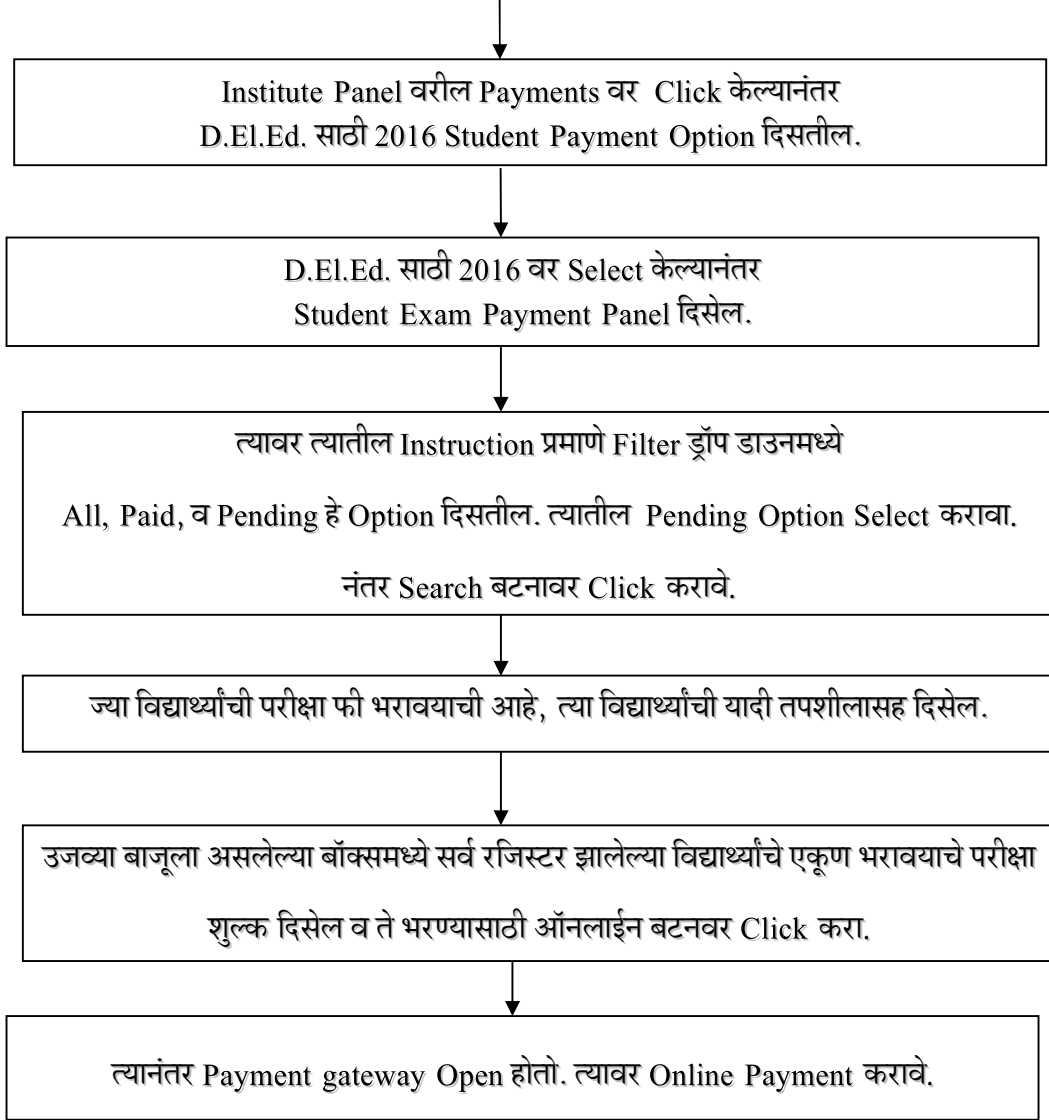 Institute Panel वरील Payments वर Click केल्यानंतर
D.El.Ed. साठी 2016 Student Payment Option दिसतील.
D.El.Ed. साठी 2016 वर Select केल्यानंतर
Student Exam Payment Panel दिसेल.
त्यावर त्यातील Instruction प्रमाणे Filter ड्रॉप डाउनमध्ये
All, Paid, व Pending हे Option दिसतील. त्यातील Pending Option Select करावा.
नंतर Search बटनावर Click करावे.
ज्या विद्यार्थ्यांची परीक्षा फी भरावयाची आहे, त्या विद्यार्थ्यांची यादी तपशीलासह दिसेल.
उजव्या बाजूला असलेल्या बॉक्समध्ये सर्व रजिस्टर झालेल्या विद्यार्थ्यांचे एकूण भरावयाचे परीक्षा
शुल्क दिसेल व ते भरण्यासाठी ऑनलाईन बटनवर Click करा.
त्यानंतर Payment gateway Open होतो. त्यावर Online Payment करावे.